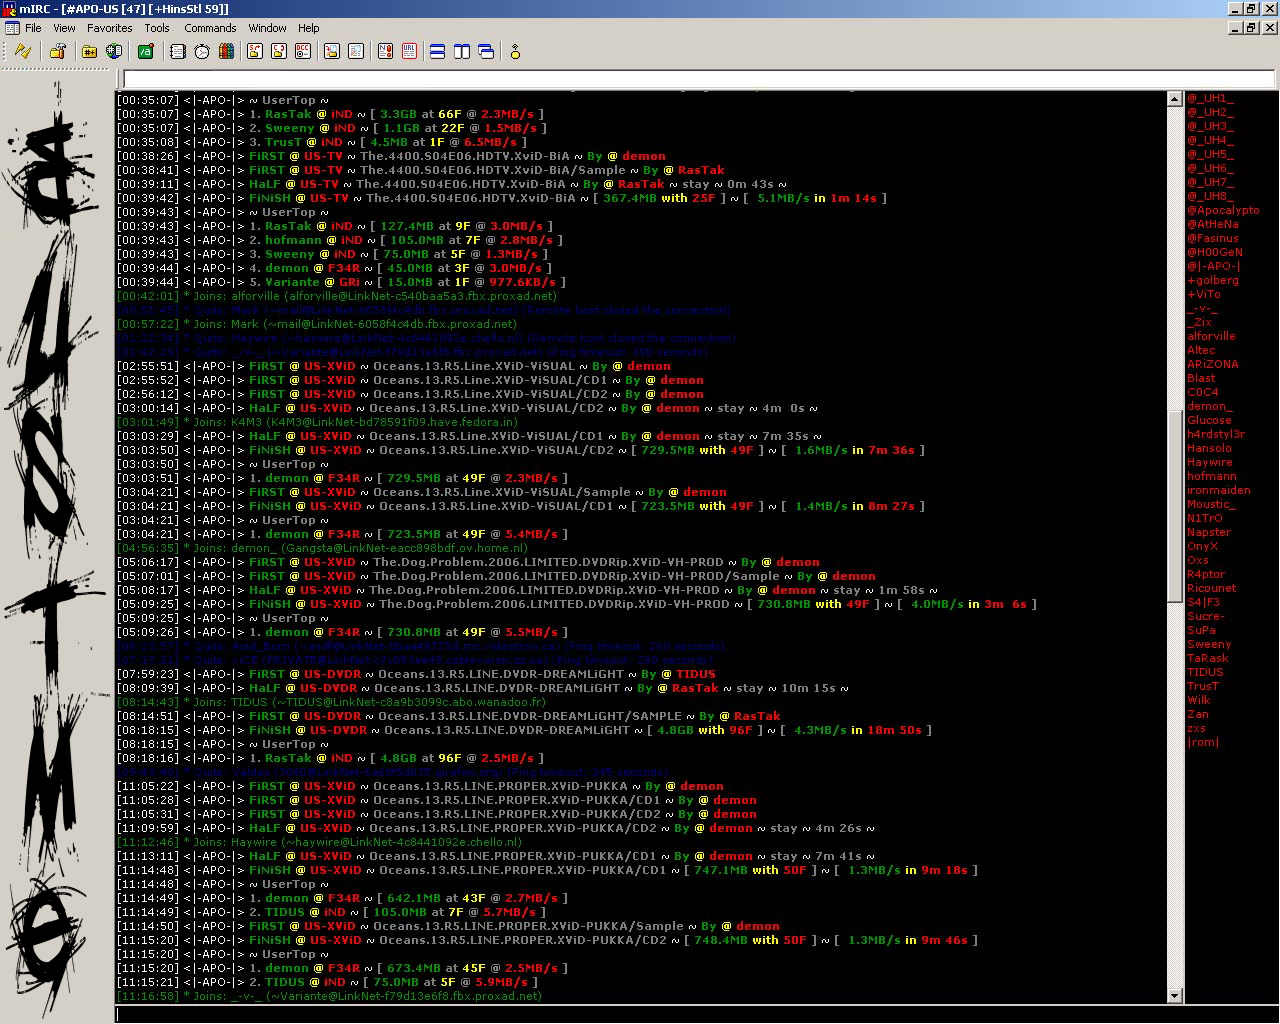 mIRC - [#APO-US [47] [+HinsStl 59]]
File View Favorites Tools Commands Window Help
[00:35:07] <|-APO-|> ~ UserTop ~
[00:35:07] <|-APO-|> 1. RasTak @ iND ~ [ 3.3GB at 66F @ 2.3MB/s ]
[00:35:07] <|-APO-|> 2. Sweeny @ iND ~ [ 1.1GB at 22F @ 1.5MB/s ]
[00:35:08] <|-APO-|> 3. TrusT @ iND ~ [ 4.5MB at 1F @ 6.5MB/s ]
[00:38:26] <|-APO-|> FiRST @ US-TV ~ The.4400.S04E06.HDTV.XviD-BiA ~ By @ demon
[00:38:41] <|-APO-|> FiRST @ US-TV ~ The.4400.S04E06.HDTV.XviD-BiA/Sample ~ By @ RasTak
[00:39:11] <|-APO-|> HaLF @ US-TV ~ The.4400.S04E06.HDTV.XviD-BiA ~ By @ RasTak ~ stay ~ 0m 43s ~
[00:39:42] <|-APO-|> FiNiSH @ US-TV ~ The.4400.S04E06.HDTV.XviD-BiA ~ [ 367.4MB with 25F ] ~ [ 5.1MB/s in 1m 14s ]
[00:39:43] <|-APO-|> ~ UserTop ~
[00:39:43] <|-APO-|> 1. RasTak @ iND ~ [ 127.4MB at 9F @ 3.0MB/s ]
[00:39:43] <|-APO-|> 2. hofmann @ iND ~ [ 105.0MB at 7F @ 2.8MB/s ]
[00:39:43] <|-APO-|> 3. Sweeny @ iND ~ [ 75.0MB at 5F @ 1.3MB/s ]
[00:39:44] <|-APO-|> 4. demon @ F34R ~ [ 45.0MB at 3F @ 3.0MB/s ]
[00:39:44] <|-APO-|> 5. Variante @ GRi ~ [ 15.0MB at 1F @ 977.6KB/s ]
[00:42:01] * Joins: alforville (alforville@LinkNet-c540baa5a3.fbx.proxad.net)
[00:57:22] * Joins: Mark (~mail@LinkNet-6058f4c4db.fbx.proxad.net)
[02:55:51] <|-APO-|> FiRST @ US-XViD ~ Oceans.13.R5.Line.XViD-ViSUAL ~ By @ demon
[02:55:52] <|-APO-|> FiRST @ US-XViD ~ Oceans.13.R5.Line.XViD-ViSUAL/CD1 ~ By @ demon
[02:56:12] <|-APO-|> FiRST @ US-XViD ~ Oceans.13.R5.Line.XViD-ViSUAL/CD2 ~ By @ demon
[03:00:14] <|-APO-|> HaLF @ US-XViD ~ Oceans.13.R5.Line.XViD-ViSUAL/CD2 ~ By @ demon ~ stay ~ 4m 0s ~
[03:01:49] * Joins: K4M3 (K4M3@LinkNet-bd78591f09.have.fedora.in)
[03:03:29] <|-APO-|> HaLF @ US-XViD ~ Oceans.13.R5.Line.XViD-ViSUAL/CD1 ~ By @ demon ~ stay ~ 7m 35s ~
[03:03:50] <|-APO-|> FiNiSH @ US-XViD ~ Oceans.13.R5.Line.XViD-ViSUAL/CD2 ~ [ 729.5MB with 49F ] ~ [ 1.6MB/s in 7m 36s ]
[03:03:50] <|-APO-|> ~ UserTop ~
[03:03:51] <|-APO-|> 1. demon @ F34R ~ [ 729.5MB at 49F @ 2.3MB/s ]
[03:04:21] <|-APO-|> FiRST @ US-XViD ~ Oceans.13.R5.Line.XViD-ViSUAL/Sample ~ By @ demon
[03:04:21] <|-APO-|> FiNiSH @ US-XViD ~ Oceans.13.R5.Line.XViD-ViSUAL/CD1 ~ [ 723.5MB with 49F ] ~ [ 1.4MB/s in 8m 27s ]
[03:04:21] <|-APO-|> ~ UserTop ~
[03:04:21] <|-APO-|> 1. demon @ F34R ~ [ 723.5MB at 49F @ 5.4MB/s ]
[04:56:35] * Joins: demon_ (Gangsta@LinkNet-eacc898bdf.ov.home.nl)
[05:06:17] <|-APO-|> FiRST @ US-XViD ~ The.Dog.Problem.2006.LIMITED.DVDRip.XViD-VH-PROD ~ By @ demon
[05:07:01] <|-APO-|> FiRST @ US-XViD ~ The.Dog.Problem.2006.LIMITED.DVDRip.XViD-VH-PROD/Sample ~ By @ demon
[05:08:17] <|-APO-|> HaLF @ US-XViD ~ The.Dog.Problem.2006.LIMITED.DVDRip.XViD-VH-PROD ~ By @ demon ~ stay ~ 1m 58s ~
[05:09:25] <|-APO-|> FiNiSH @ US-XViD ~ The.Dog.Problem.2006.LIMITED.DVDRip.XViD-VH-PROD ~ [ 730.8MB with 49F ] ~ [ 4.0MB/s in 3m 6s ]
[05:09:25] <|-APO-|> ~ UserTop ~
[05:09:26] <|-APO-|> 1. demon @ F34R ~ [ 730.8MB at 49F @ 5.5MB/s ]
[07:59:23] <|-APO-|> FiRST @ US-DVDR ~ Oceans.13.R5.LINE.DVDR-DREAMLiGHT ~ By @ TIDUS
[08:09:39] <|-APO-|> HaLF @ US-DVDR ~ Oceans.13.R5.LINE.DVDR-DREAMLiGHT ~ By @ RasTak ~ stay ~ 10m 15s ~
[08:14:43] * Joins: TIDUS (~TIDUS@LinkNet-c8a9b3099c.abo.wanadoo.fr)
[08:14:51] <|-APO-|> FiRST @ US-DVDR ~ Oceans.13.R5.LINE.DVDR-DREAMLiGHT/SAMPLE ~ By @ RasTak
[08:18:15] <|-APO-|> FiNiSH @ US-DVDR ~ Oceans.13.R5.LINE.DVDR-DREAMLiGHT ~ [ 4.8GB with 96F ] ~ [ 4.3MB/s in 18m 50s ]
[08:18:15] <|-APO-|> ~ UserTop ~
[08:18:16] <|-APO-|> 1. RasTak @ iND ~ [ 4.8GB at 96F @ 2.5MB/s ]
[11:05:22] <|-APO-|> FiRST @ US-XViD ~ Oceans.13.R5.LINE.PROPER.XViD-PUKKA ~ By @ demon
[11:05:28] <|-APO-|> FiRST @ US-XViD ~ Oceans.13.R5.LINE.PROPER.XViD-PUKKA/CD1 ~ By @ demon
[11:05:31] <|-APO-|> FiRST @ US-XViD ~ Oceans.13.R5.LINE.PROPER.XViD-PUKKA/CD2 ~ By @ demon
[11:09:59] <|-APO-|> HaLF @ US-XViD ~ Oceans.13.R5.LINE.PROPER.XViD-PUKKA/CD2 ~ By @ demon ~ stay ~ 4m 26s ~
[11:12:46] * Joins: Haywire (~haywire@LinkNet-4c8441092e.chello.nl)
[11:13:11] <|-APO-|> HaLF @ US-XViD ~ Oceans.13.R5.LINE.PROPER.XViD-PUKKA/CD1 ~ By @ demon ~ stay ~ 7m 41s ~
[11:14:48] <|-APO-|> FiNiSH @ US-XViD ~ Oceans.13.R5.LINE.PROPER.XViD-PUKKA/CD1 ~ [ 747.1MB with 50F ] ~ [ 1.3MB/s in 9m 18s ]
[11:14:48] <|-APO-|> ~ UserTop ~
[11:14:49] <|-APO-|> 1. demon @ F34R ~ [ 642.1MB at 43F @ 2.7MB/s ]
[11:14:49] <|-APO-|> 2. TIDUS @ iND ~ [ 105.0MB at 7F @ 5.7MB/s ]
[11:14:50] <|-APO-|> FiRST @ US-XViD ~ Oceans.13.R5.LINE.PROPER.XViD-PUKKA/Sample ~ By @ demon
[11:15:20] <|-APO-|> FiNiSH @ US-XViD ~ Oceans.13.R5.LINE.PROPER.XViD-PUKKA/CD2 ~ [ 748.4MB with 50F ] ~ [ 1.3MB/s in 9m 46s ]
[11:15:20] <|-APO-|> ~ UserTop ~
[11:15:20] <|-APO-|> 1. demon @ F34R ~ [ 673.4MB at 45F @ 2.5MB/s ]
[11:15:21] <|-APO-|> 2. TIDUS @ iND ~ [ 75.0MB at 5F @ 5.9MB/s ]
[11:16:58] * Joins: _-v-_ (~Variante@LinkNet-f79d13e6f8.fbx.proxad.net)
@_UH1_
@_UH2_
@_UH3_
@_UH4_
@_UH5_
@_UH6_
@_UH7_
@_UH8_
@Apocalypto
@AtHeNa
@Fasinus
@H00GeN
@|-APO-|
+golberg
+ViTo
_-v-_
_Zix
alforville
Altec
ARiZONA
Blast
C0C4
demon_
Glucose
h4rdstyl3r
Hansolo
Haywire
hofmann
ironmaiden
Moustic_
N1TrO
Napster
OnyX
Oxs
R4ptor
Ricounet
S4|F3
Sucre-
SuPa
Sweeny
TaRask
TIDUS
TrusT
Wilk
Zan
zxs
|rom|